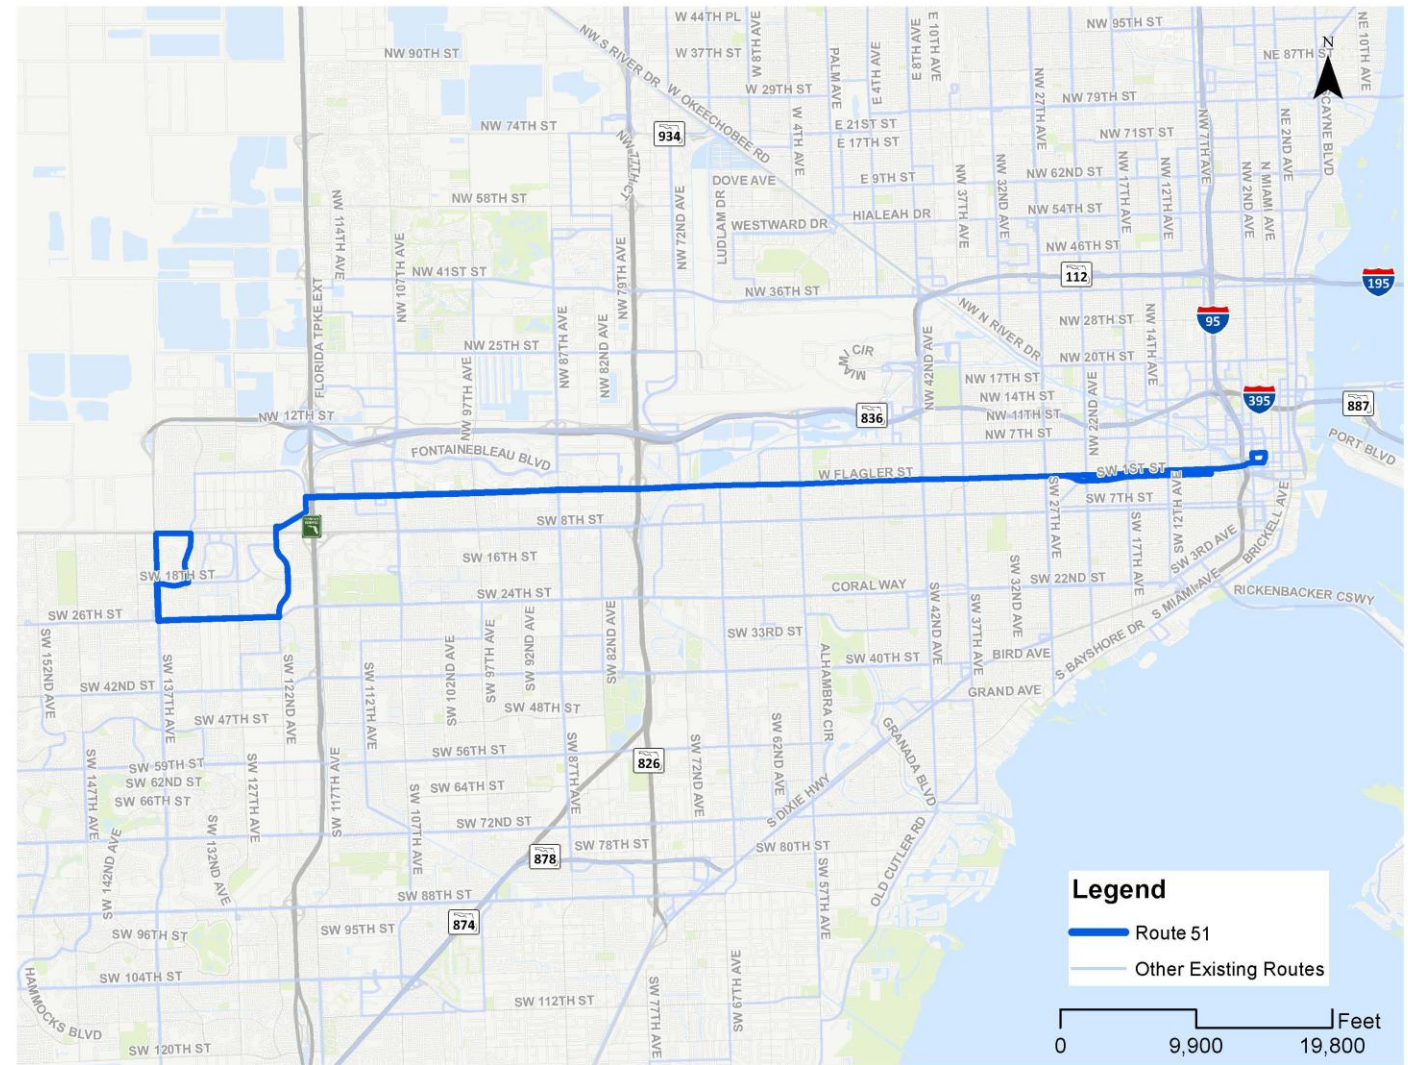 W 44TH PL
E 10TH AVE
NW 95TH ST
NE 10TH AVE
NW 90TH ST
NW S RIVER DR
W 37TH ST
W 8TH AVE
E 8TH AVE
NE 87TH ST
N
W 29TH ST
PALM AVE
E 4TH AVE
NW 27TH AVE
NW 79TH ST
CAYNE BLVD
W OKEECHOBEE RD
W 4TH AVE
NW 7TH AVE
NE 2ND AVE
NW 74TH ST
934
E 21ST ST
E 17TH ST
NW 71ST ST
NW 77TH CT
DOVE AVE
E 9TH ST
NW 62ND ST
NW 37TH AVE
NW 32ND AVE
NW 17TH AVE
NW 12TH AVE
NW 2ND AVE
N MIAMI AVE
NW 58TH ST
NW 114TH AVE
NW 72ND AVE
LUDLAM DR
WESTWARD DR
HIALEAH DR
NW 54TH ST
NW 107TH AVE
NW 79TH AVE
NW 46TH ST
NW 41ST ST
112
195
FLORIDA TPKE EXT
NW 36TH ST
NW N RIVER DR
NW 28TH ST
NW 14TH AVE
95
NW 87TH AVE
NW 82ND AVE
NW 25TH ST
MIAWI CIR
NW 42ND AVE
NW 20TH ST
NW 97TH AVE
NW 17TH ST
NW 22ND AVE
NW 14TH ST
395
887
NW 12TH ST
836
NW 11TH ST
NW 7TH ST
PORT BLVD
FONTAINEBLEAU BLVD
W FLAGLER ST
SW 1ST ST
SW 27TH AVE
SW 7TH ST
SW 12TH AVE
BRICKELL AVE
SW 8TH ST
SW 17TH AVE
SW 3RD AVE
SW 16TH ST
SW 18TH ST
CORAL WAY
SW 22ND ST
SW 32ND AVE
S MIAMI AVE
RICKENBACKER CSWY
SW 24TH ST
SW 26TH ST
SW 42ND AVE
SW 37TH AVE
SW 152ND AVE
SW 137TH AVE
SW 122ND AVE
SW 112TH AVE
SW 102ND AVE
SW 97TH AVE
SW 92ND AVE
SW 82ND AVE
SW 33RD ST
ALHAMBRA CIR
SW 40TH ST
BIRD AVE
S BAYSHORE DR
SW 42ND ST
GRAND AVE
SW 47TH ST
SW 48TH ST
GRANADA BLVD
SW 147TH AVE
SW 59TH ST
SW 62ND ST
SW 66TH ST
SW 127TH AVE
SW 117TH AVE
SW 56TH ST
SW 87TH AVE
826
SW 72ND AVE
SW 62ND AVE
SW 64TH ST
SW 107TH AVE
S DIXIE HWY
SW 142ND AVE
SW 132ND AVE
SW 72ND ST
SW 78TH ST
SW 80TH ST
878
SW 57TH AVE
OLD CUTLER RD
SW 88TH ST
Legend
Route 51
Other Existing Routes
SW 96TH ST
SW 95TH ST
874
SW 104TH ST
SW 112TH ST
SW 77TH AVE
SW 67TH AVE
HAMMOCKS BLVD
SW 120TH ST
Feet
0 9,900 19,800